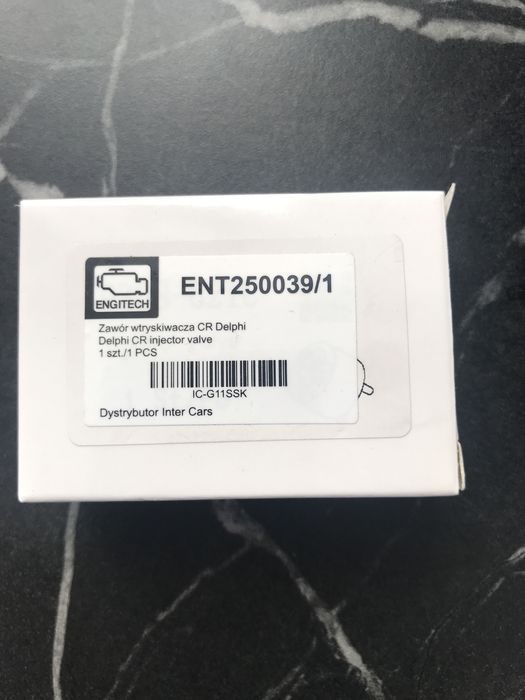 ENGITECH
ENT250039/1
Zawór wtryskiwacza CR Delphi
Delphi CR injector valve
1 szt./1 PCS
IC-G11SSK
Dystrybutor Inter Cars